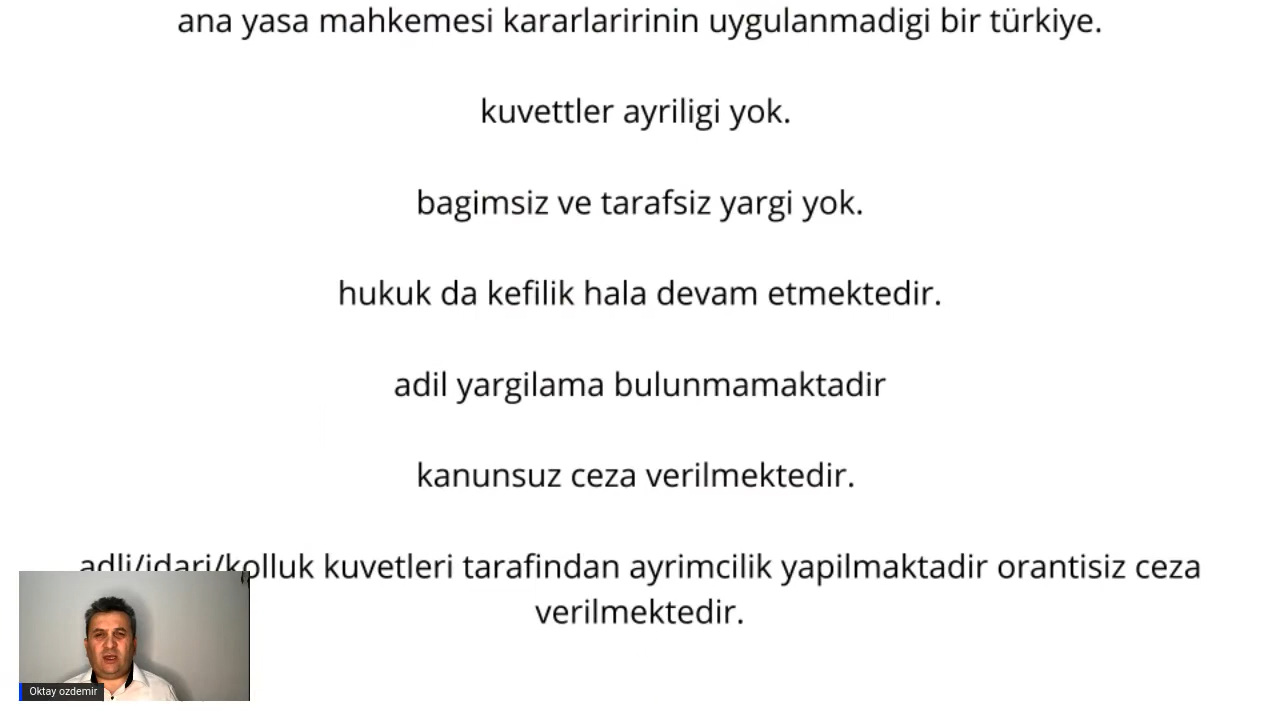 ana yasa mahkemesi kararlaririnin uygulanmadigi bir türkiye.
kuvettler ayriligi yok.
bagimsiz ve tarafsiz yargi yok.
hukuk da kefilik hala devam etmektedir.
adil yargilama bulunmamaktadir
kanunsuz ceza verilmektedir.
adli/idari/kolluk kuvetleri tarafindan ayrimcilik yapilmaktadir orantisiz ceza
verilmektedir.
Oktay ozdemir